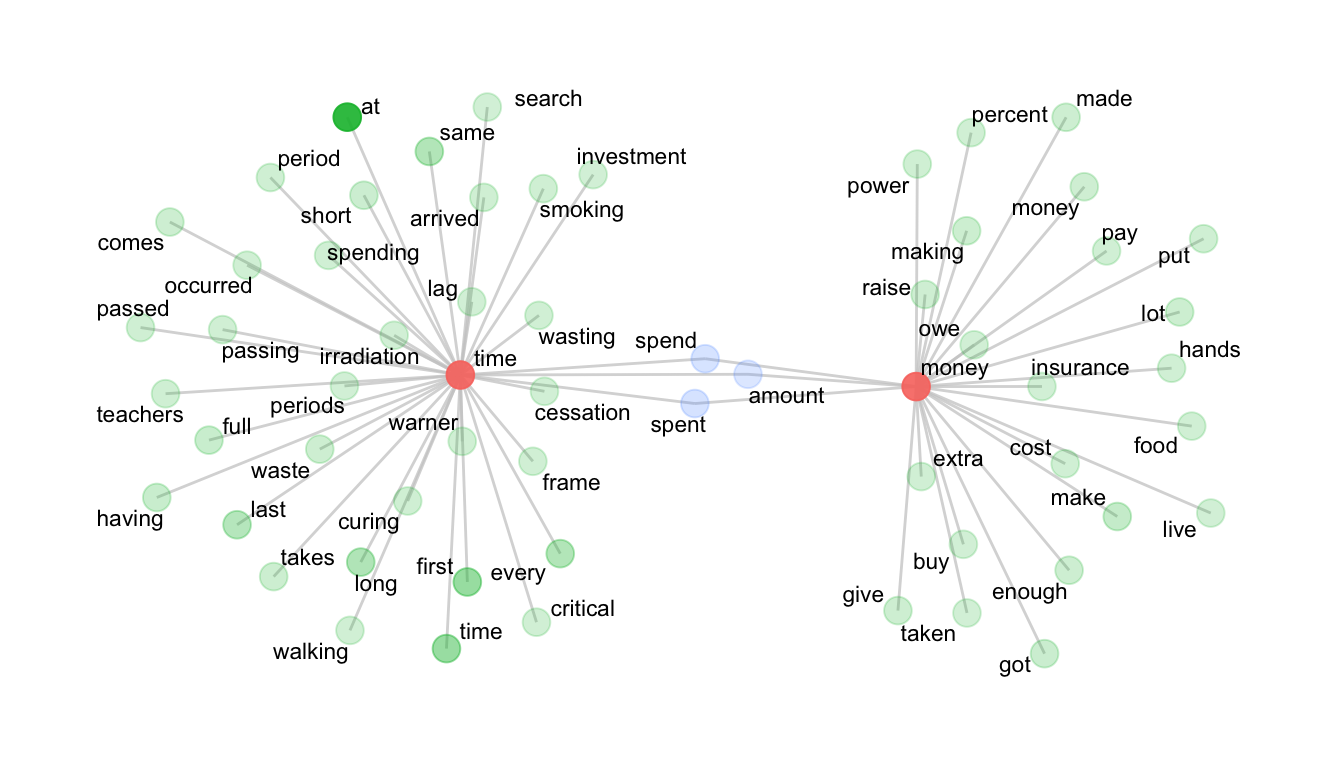 made
search
at
percent
same
investment
period
power
money
smoking
short
arrived
pay
comes
making
spending
put
occurred
lag
raise
passed
lot
owe
wasting
spend
passing
irradiation
time
hands
money
insurance
amount
periods
teachers
cessation
warner
full
spent
food
cost
extra
waste
frame
make
last
having
curing
live
takes
first
every
buy
long
enough
give
critical
time
taken
walking
got